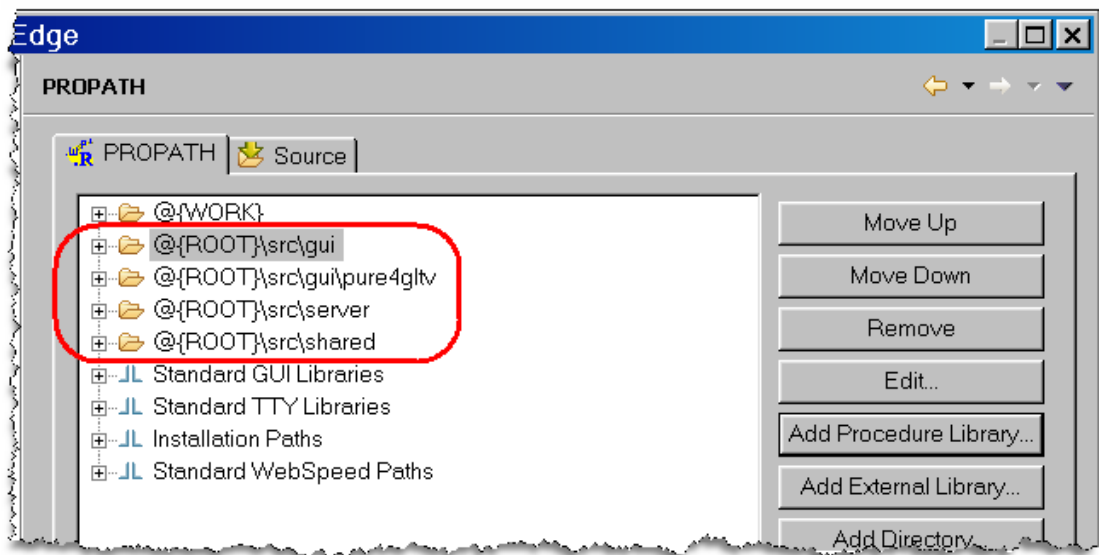 Edge
PROPATH
PROPATH
Source
@{WORK}
@{ROOT}\src\gui
@{ROOT}\src\gui\pure4gltv
@{ROOT}\src\server
@{ROOT}\src\shared
Standard GUI Libraries
Standard TTY Libraries
Installation Paths
Standard WebSpeed Paths
Move Up
Move Down
Remove
Edit...
Add Procedure Library...
Add External Library...
Add Directory...